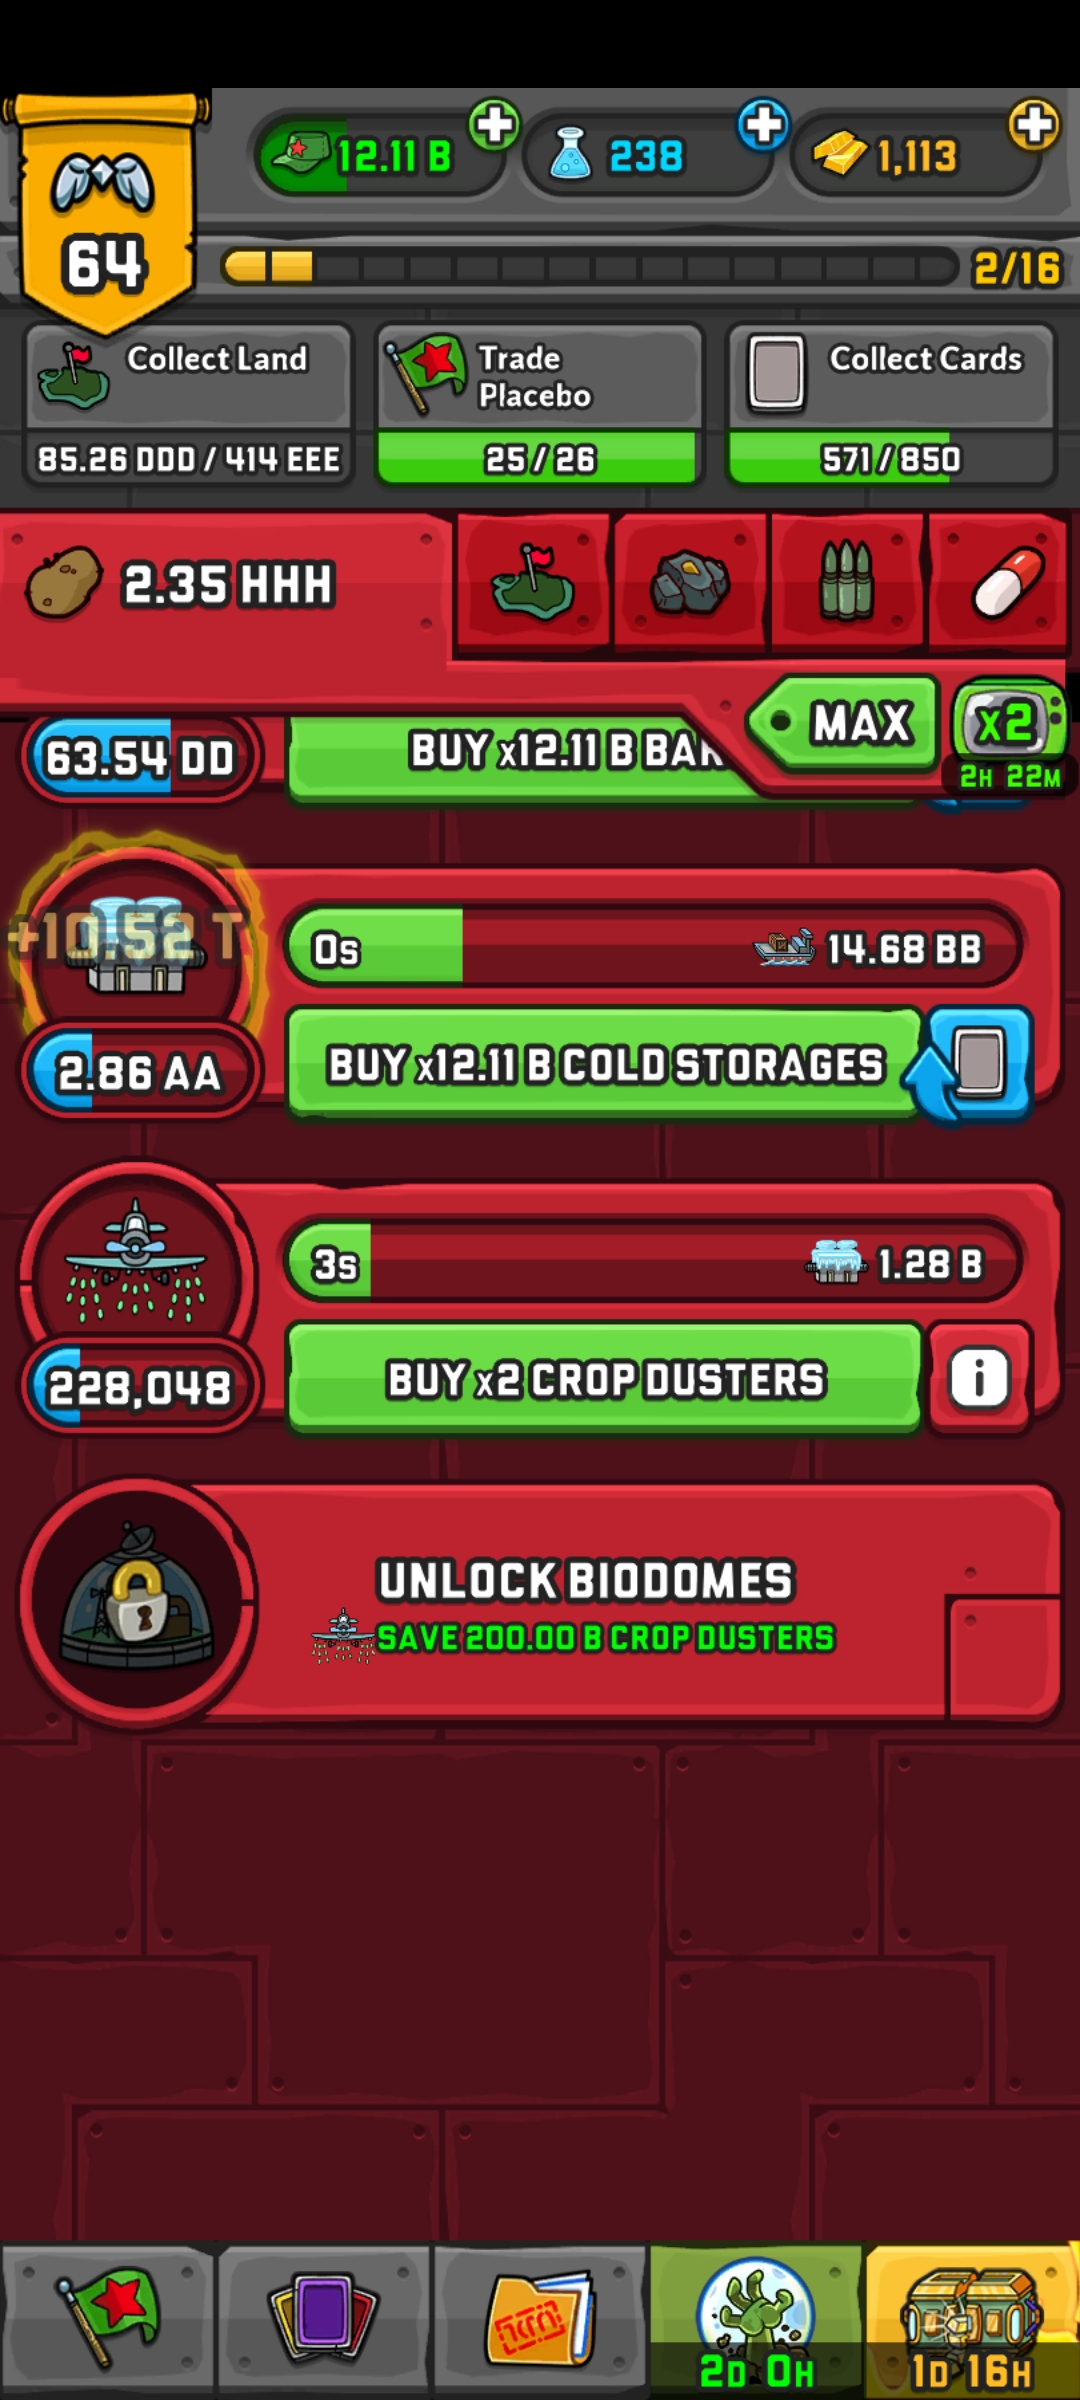 12.11 B
238
1,113
64
2/16
Collect Land
85.26 DDD / 414 EEE
Trade
Placebo
25 / 26
Collect Cards
571 / 850
2.35 HHH
MAX
X2
2H 22M
63.54 DD
BUY x12.11 B BAR
+10.52 T
0s
14.68 BB
2.86 AA
BUY x12.11 B COLD STORAGES
3s
1.28 B
228,048
BUY x2 CROP DUSTERS
i
UNLOCK BIODOMES
SAVE 200.00 B CROP DUSTERS
2D 0H
1D 16H